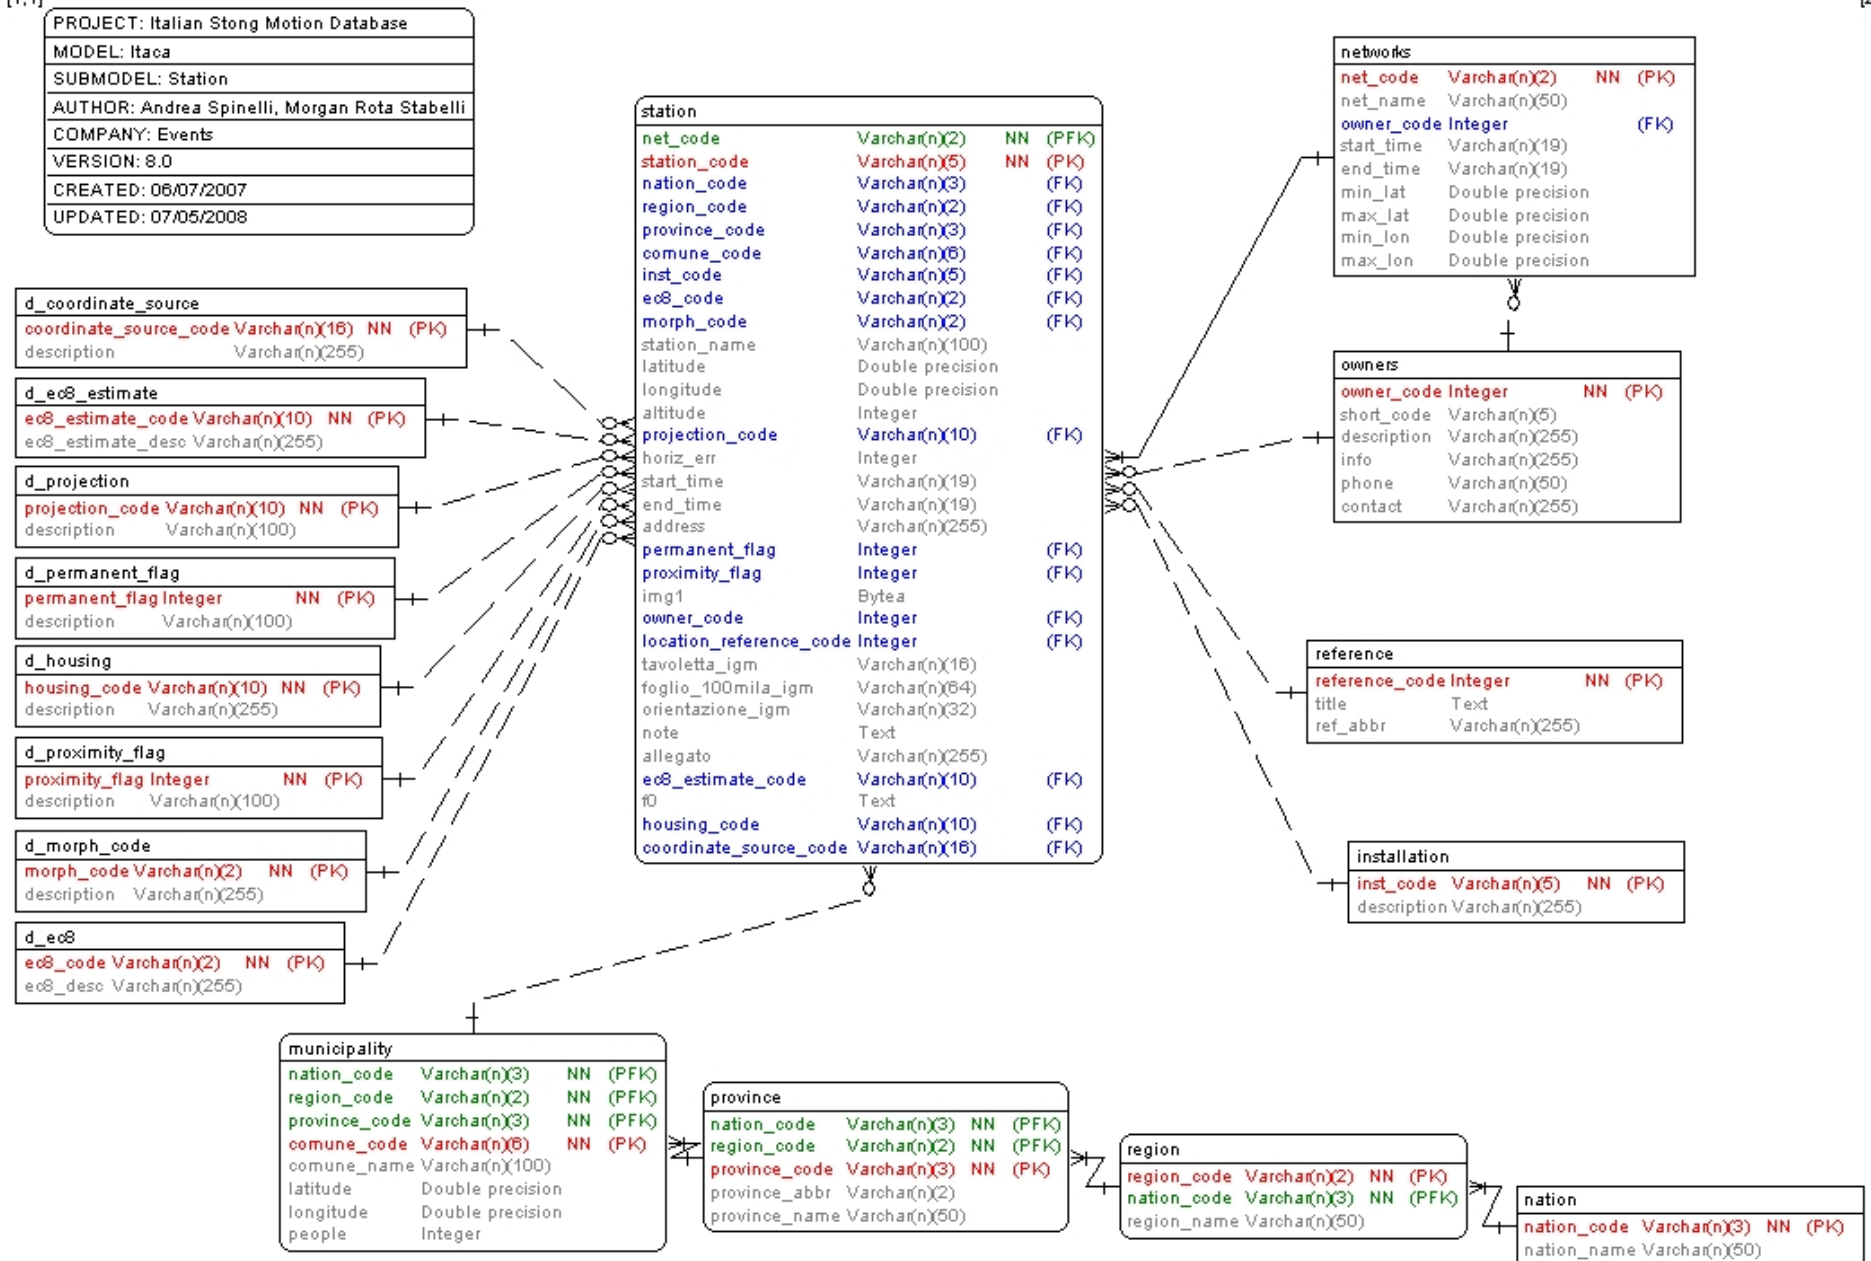 [1,1]
PROJECT: Italian Stong Motion Database
MODEL: Itaca
SUBMODEL: Station
AUTHOR: Andrea Spinelli, Morgan Rota Stabelli
COMPANY: Events
VERSION: 8.0
CREATED: 06/07/2007
UPDATED: 07/05/2008
d_coordinate_source
coordinate_source_code Varchar(n)(16) NN (PK)
description Varchar(n)(255)
d_ec8_estimate
ec8_estimate_code Varchar(n)(10) NN (PK)
ec8_estimate_desc Varchar(n)(255)
d_projection
projection_code Varchar(n)(10) NN (PK)
description Varchar(n)(100)
d_permanent_flag
permanent_flag Integer NN (PK)
description Varchar(n)(100)
d_housing
housing_code Varchar(n)(10) NN (PK)
description Varchar(n)(255)
d_proximity_flag
proximity_flag Integer NN (PK)
description Varchar(n)(100)
d_morph_code
morph_code Varchar(n)(2) NN (PK)
description Varchar(n)(255)
d_ec8
ec8_code Varchar(n)(2) NN (PK)
ec8_desc Varchar(n)(255)
station
net_code Varchar(n)(2) NN (PFK)
station_code Varchar(n)(5) NN (PK)
nation_code Varchar(n)(3) (FK)
region_code Varchar(n)(2) (FK)
province_code Varchar(n)(3) (FK)
comune_code Varchar(n)(6) (FK)
inst_code Varchar(n)(5) (FK)
ec8_code Varchar(n)(2) (FK)
morph_code Varchar(n)(2) (FK)
station_name Varchar(n)(100)
latitude Double precision
longitude Double precision
altitude Integer
projection_code Varchar(n)(10) (FK)
horiz_err Integer
start_time Varchar(n)(19)
end_time Varchar(n)(19)
address Varchar(n)(255)
permanent_flag Integer (FK)
proximity_flag Integer (FK)
img1 Bytea
owner_code Integer (FK)
location_reference_code Integer (FK)
tavoletta_igm Varchar(n)(16)
foglio_100mila_igm Varchar(n)(64)
orientazione_igm Varchar(n)(32)
note Text
allegato Varchar(n)(255)
ec8_estimate_code Varchar(n)(10) (FK)
f0 Text
housing_code Varchar(n)(10) (FK)
coordinate_source_code Varchar(n)(16) (FK)
networks
net_code Varchar(n)(2) NN (PK)
net_name Varchar(n)(50)
owner_code Integer (FK)
start_time Varchar(n)(19)
end_time Varchar(n)(19)
min_lat Double precision
max_lat Double precision
min_lon Double precision
max_lon Double precision
owners
owner_code Integer NN (PK)
short_code Varchar(n)(5)
description Varchar(n)(255)
info Varchar(n)(255)
phone Varchar(n)(50)
contact Varchar(n)(255)
reference
reference_code Integer NN (PK)
title Text
ref_abbr Varchar(n)(255)
installation
inst_code Varchar(n)(5) NN (PK)
description Varchar(n)(255)
municipality
nation_code Varchar(n)(3) NN (PFK)
region_code Varchar(n)(2) NN (PFK)
province_code Varchar(n)(3) NN (PFK)
comune_code Varchar(n)(6) NN (PK)
comune_name Varchar(n)(100)
latitude Double precision
longitude Double precision
people Integer
province
nation_code Varchar(n)(3) NN (PFK)
region_code Varchar(n)(2) NN (PFK)
province_code Varchar(n)(3) NN (PK)
province_abbr Varchar(n)(2)
province_name Varchar(n)(50)
region
region_code Varchar(n)(2) NN (PK)
nation_code Varchar(n)(3) NN (PFK)
region_name Varchar(n)(50)
nation
nation_code Varchar(n)(3) NN (PK)
nation_name Varchar(n)(50)